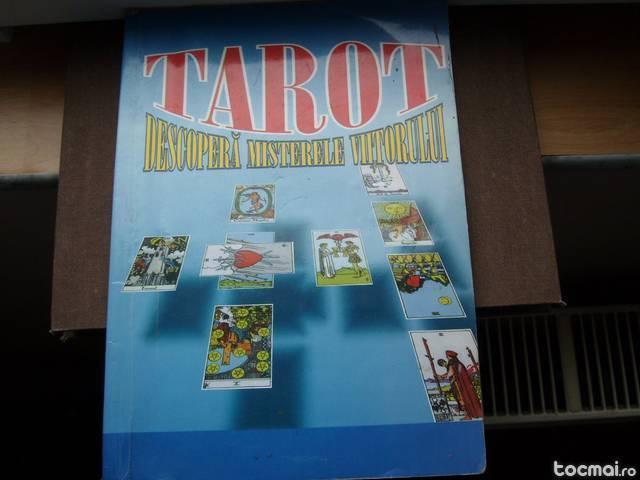 TAROT
DESCOPERĂ MISTERELE VIITORULUI
tocmai.ro